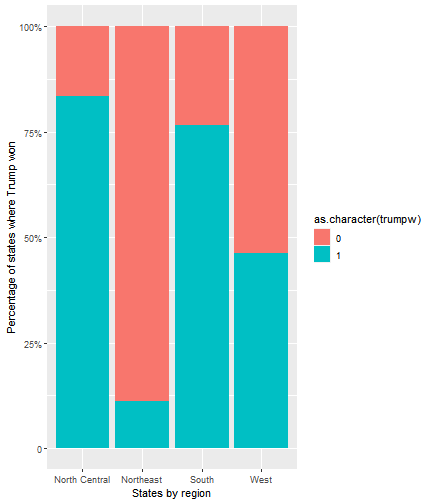 100%
75%
50%
25%
0
Percentage of states where Trump won
North Central Northeast South West
States by region
as.character(trumpw)
0
1